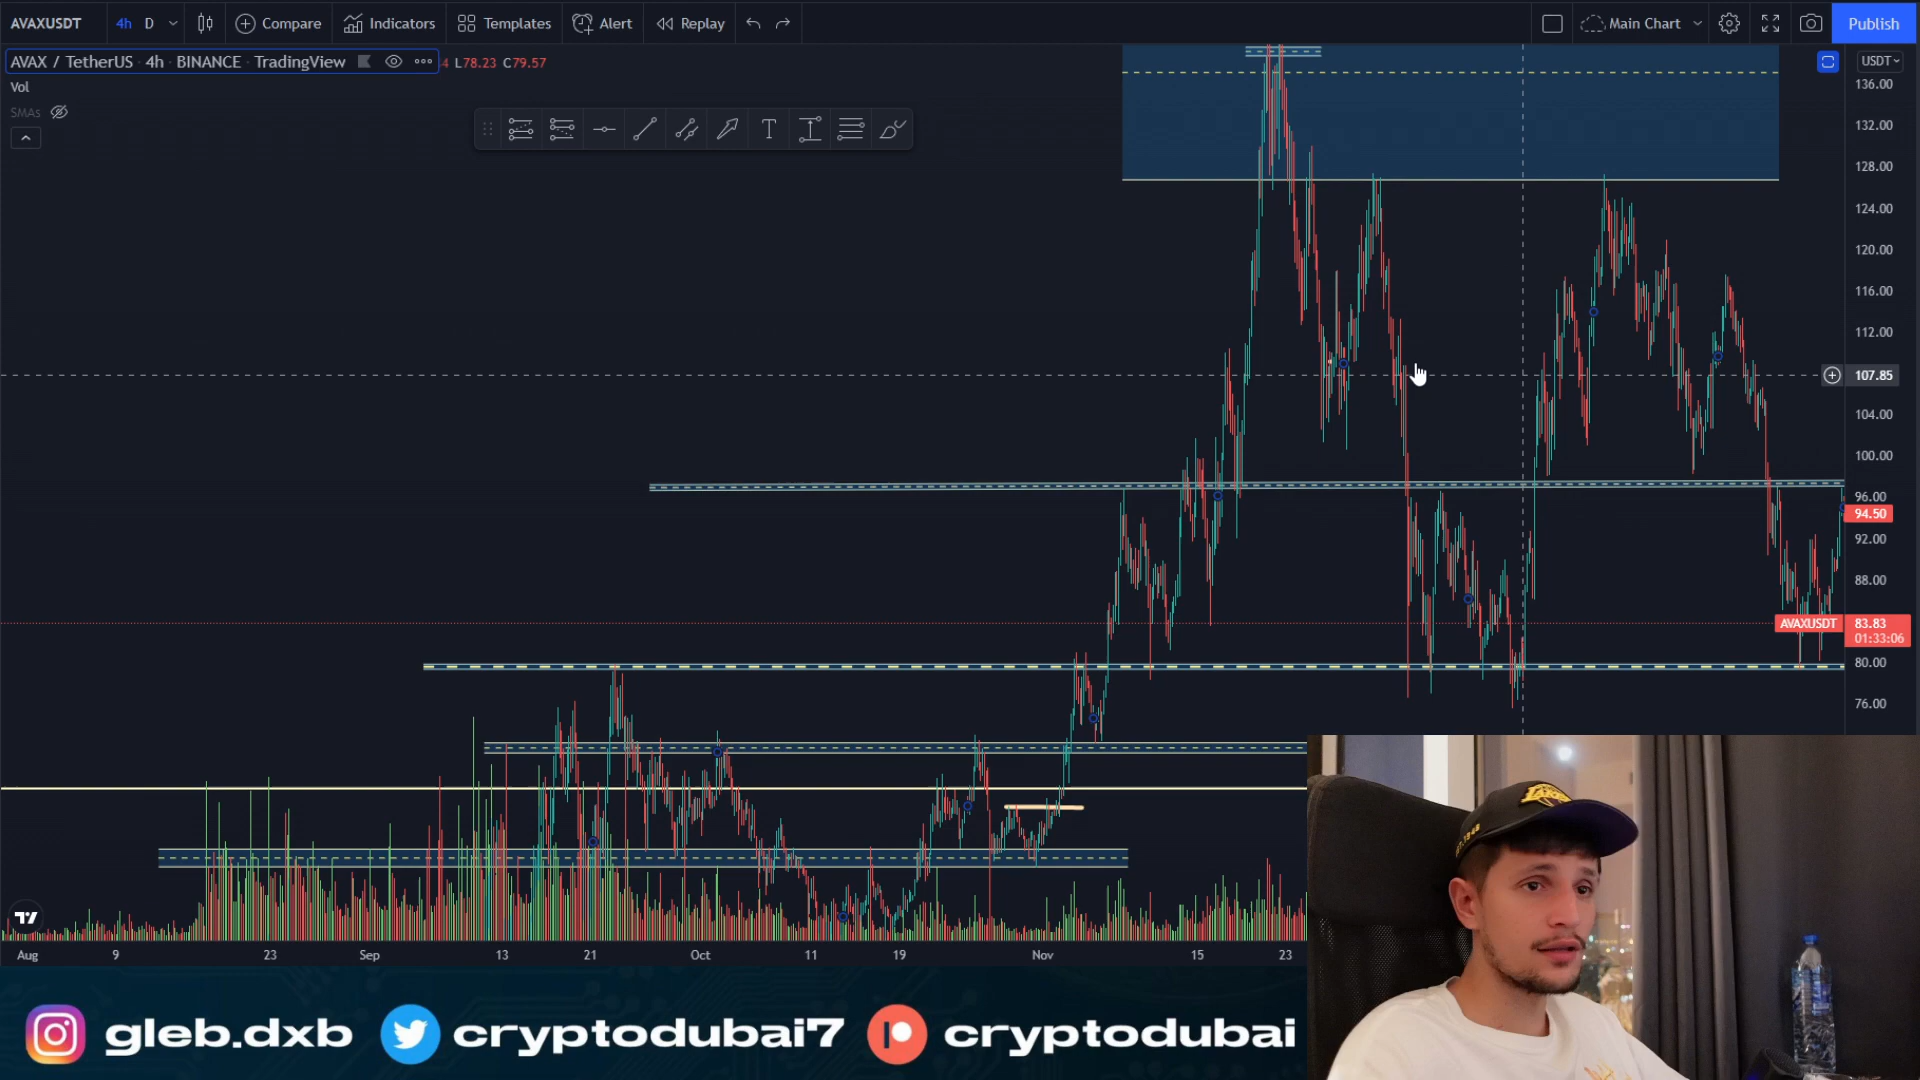 AVAXUSDT 4h D Compare Indicators Templates Alert Replay Main Chart Publish
AVAX / TetherUS · 4h · BINANCE · TradingView 4 L78.23 C79.57
USDT
Vol
SMAs
136.00
132.00
128.00
124.00
120.00
116.00
112.00
107.85
104.00
100.00
96.00
94.50
92.00
88.00
AVAXUSDT 83.83
01:33:06
80.00
76.00
Aug 9 23 Sep 13 21 Oct 11 19 Nov 15 23
gleb.dxb cryptodubai7 cryptodubai